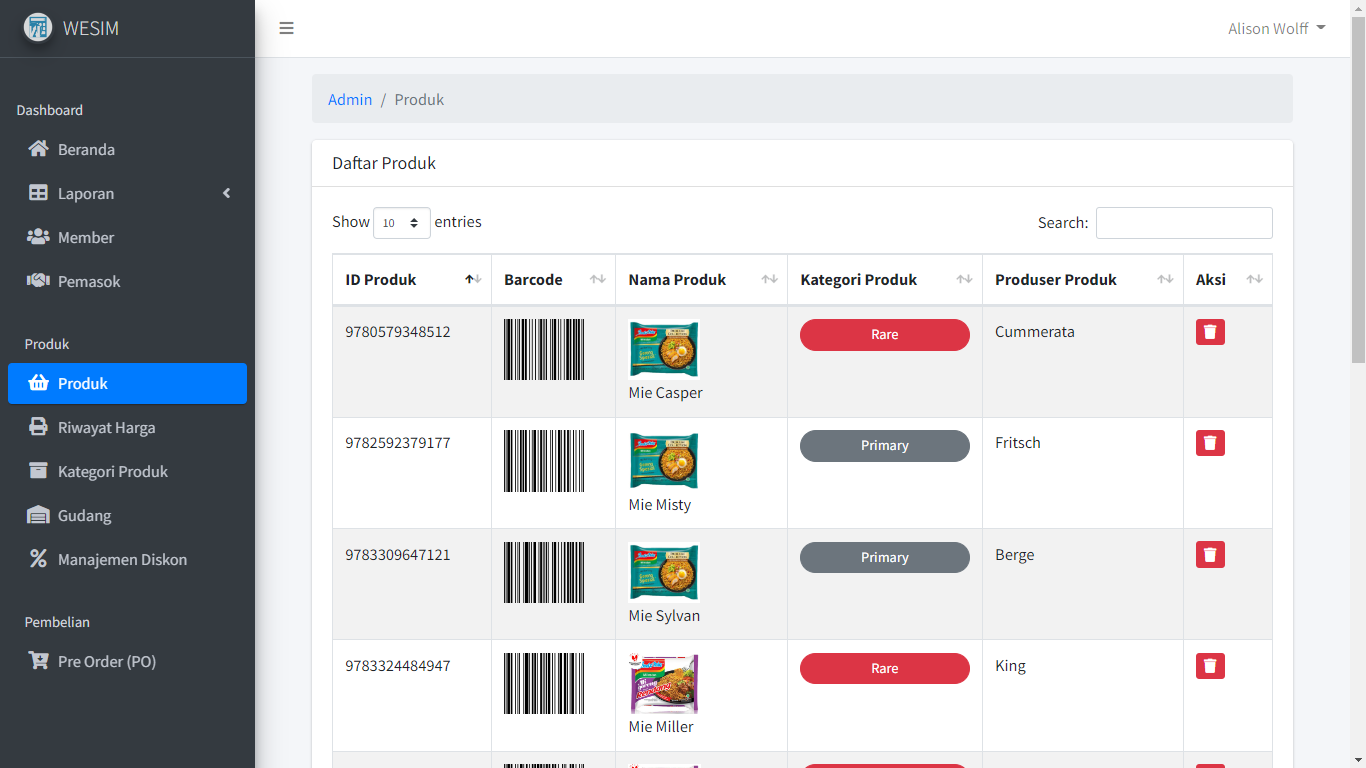 WESIM
Alison Wolff
Dashboard
Beranda
Laporan
Member
Pemasok
Produk
Produk
Riwayat Harga
Kategori Produk
Gudang
Manajemen Diskon
Pembelian
Pre Order (PO)
Admin / Produk
Daftar Produk
Show 10 entries
Search:
ID Produk Barcode Nama Produk Kategori Produk Produser Produk Aksi
9780579348512 Rare Cummerata
Mie Casper
9782592379177 Primary Fritsch
Mie Misty
9783309647121 Primary Berge
Mie Sylvan
9783324484947 Rare King
Mie Miller